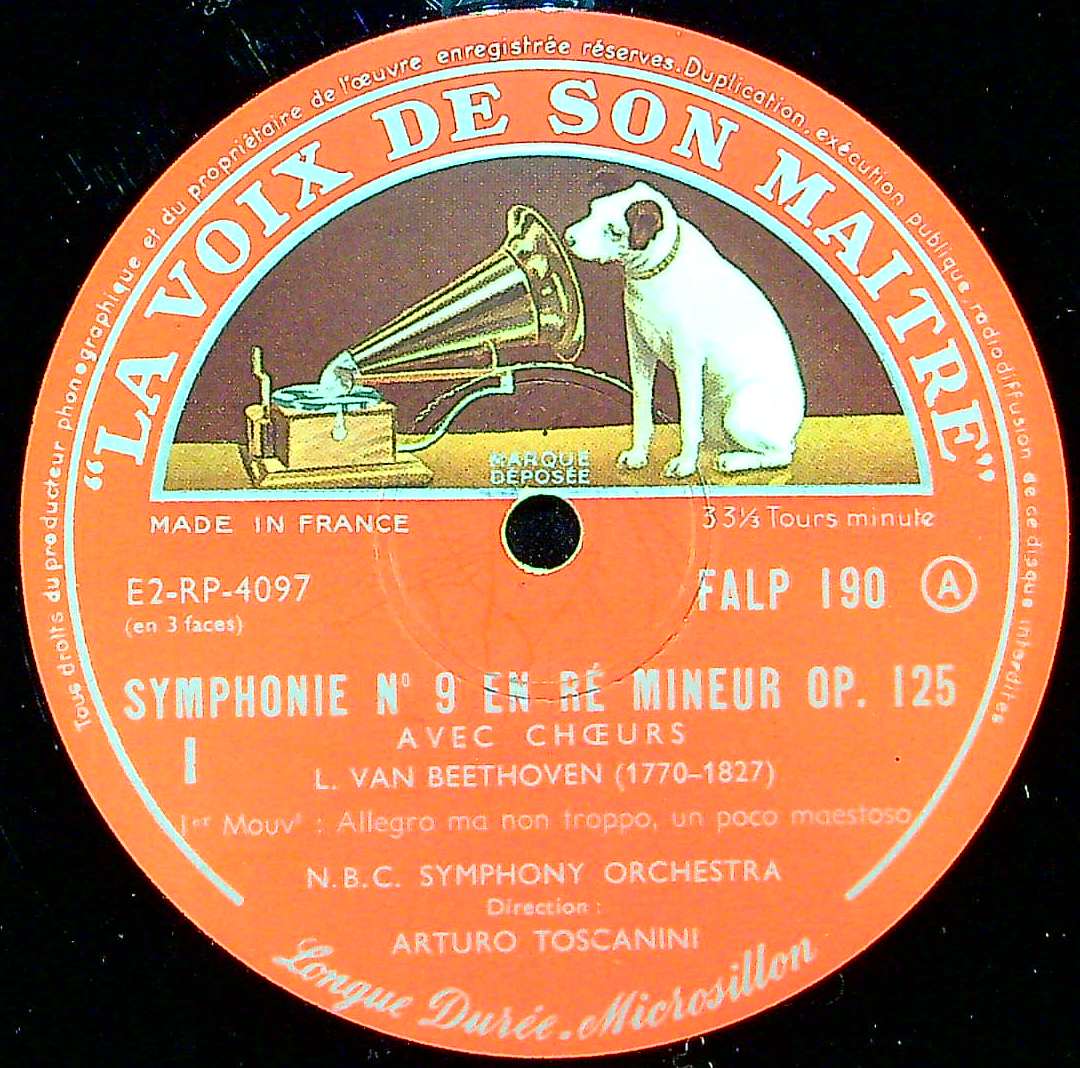 Tous droits du producteur phonographique et du propriétaire de l'œuvre enregistrée réservés. Duplication, exécution publique, radiodiffusion de ce disque interdites
"LA VOIX DE SON MAITRE"
MARQUE
DÉPOSÉE
MADE IN FRANCE
33⅓ Tours minute
E2-RP-4097
FALP 190 A
(en 3 faces)
SYMPHONIE Nº 9 EN RÉ MINEUR OP. 125
AVEC CHŒURS
I
L. VAN BEETHOVEN (1770-1827)
1er Mouvt : Allegro ma non troppo, un poco maestoso
N.B.C. SYMPHONY ORCHESTRA
Direction :
ARTURO TOSCANINI
Longue Durée-Microsillon